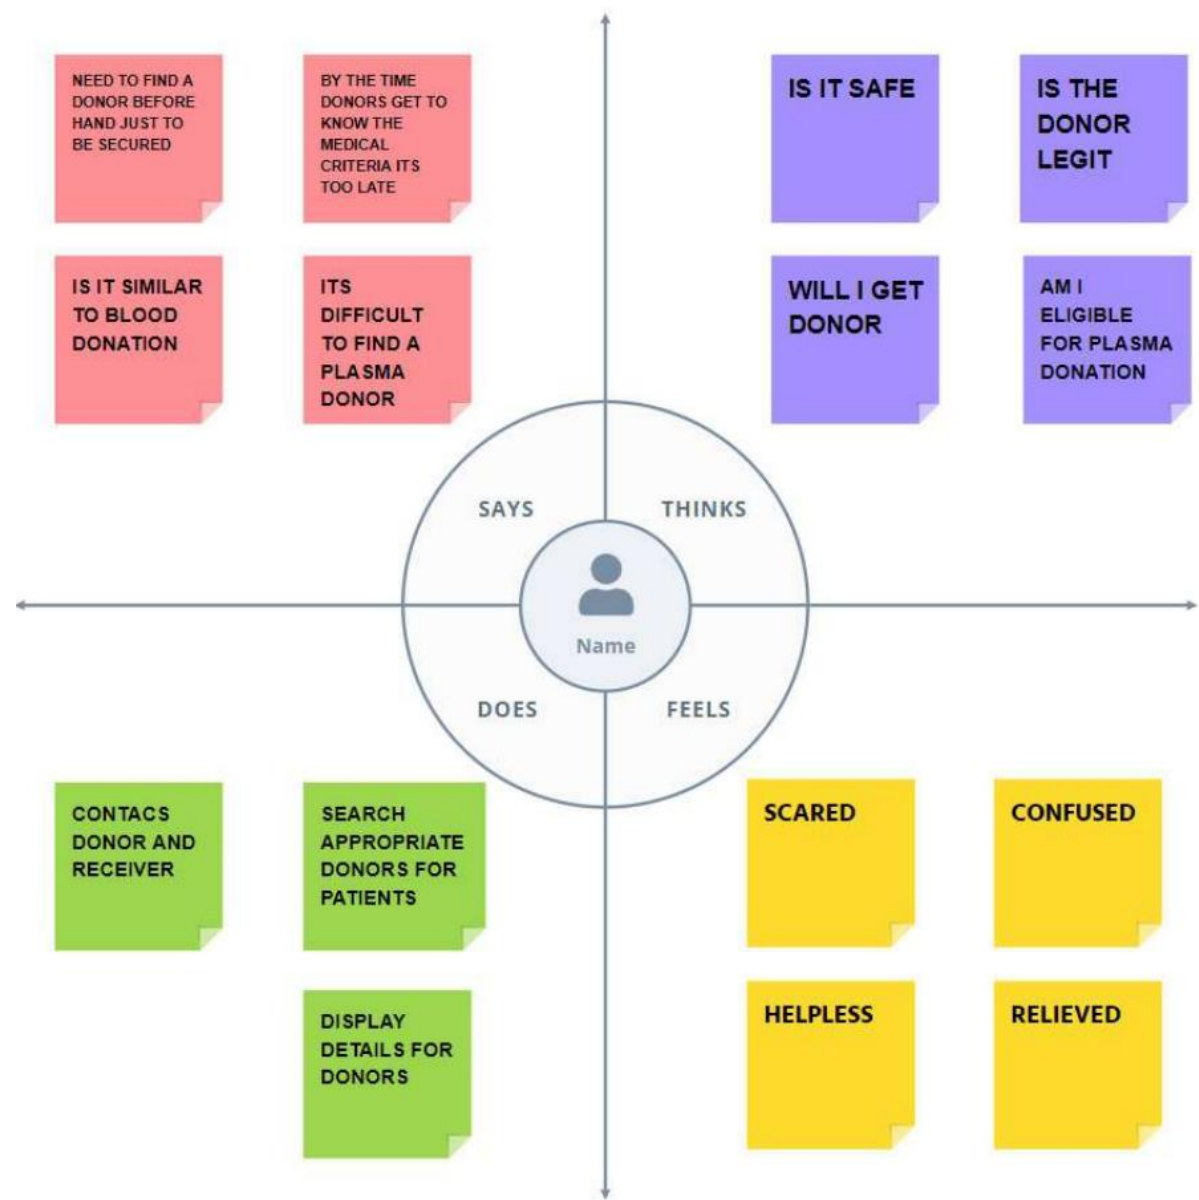 NEED TO FIND A
DONOR BEFORE
HAND JUST TO
BE SECURED
BY THE TIME
DONORS GET TO
KNOW THE
MEDICAL
CRITERIA ITS
TOO LATE
IS IT SIMILAR
TO BLOOD
DONATION
ITS
DIFFICULT
TO FIND A
PLASMA
DONOR
IS IT SAFE
IS THE
DONOR
LEGIT
WILL I GET
DONOR
AM I
ELIGIBLE
FOR PLASMA
DONATION
SAYS
THINKS
Name
DOES
FEELS
CONTACS
DONOR AND
RECEIVER
SEARCH
APPROPRIATE
DONORS FOR
PATIENTS
DISPLAY
DETAILS FOR
DONORS
SCARED
CONFUSED
HELPLESS
RELIEVED